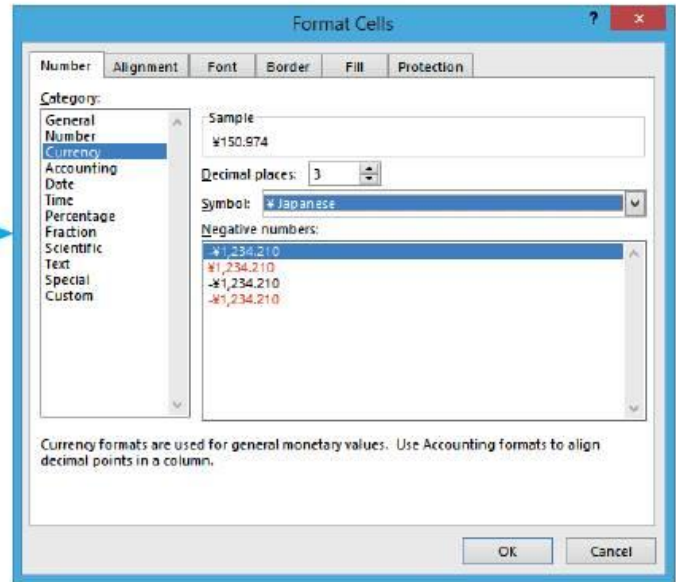 Format Cells
?
×
Number Alignment Font Border Fill Protection
Category:
General
Number
Currency
Accounting
Date
Time
Percentage
Fraction
Scientific
Text
Special
Custom
Sample
¥150.974
Decimal places: 3
Symbol: ¥ Japanese
Negative numbers:
-¥1,234.210
¥1,234.210
-¥1,234.210
-¥1,234.210
Currency formats are used for general monetary values. Use Accounting formats to align
decimal points in a column.
OK Cancel